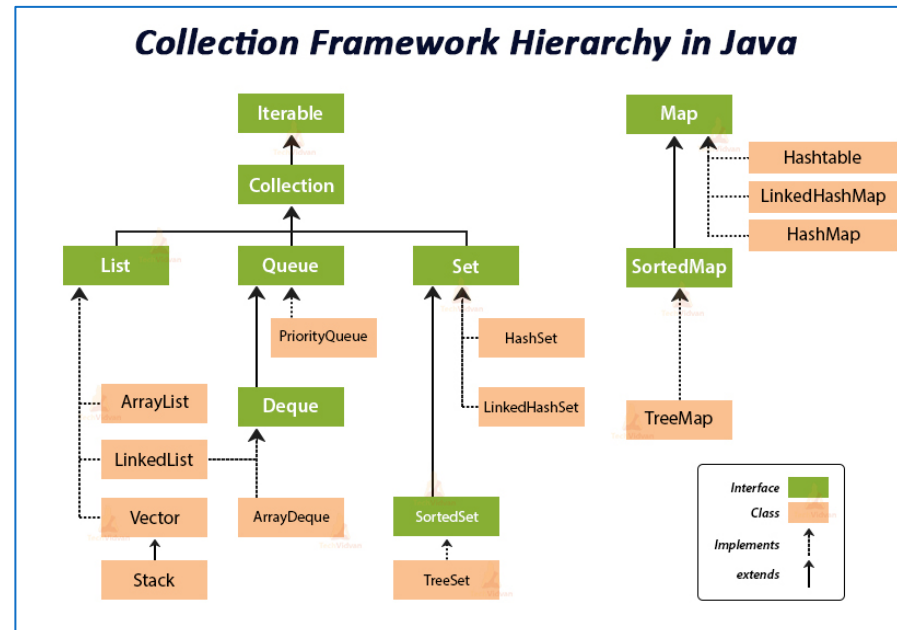 Collection Framework Hierarchy in Java
Iterable
Map
Hashtable
Collection
LinkedHashMap
HashMap
List
Queue
Set
SortedMap
PriorityQueue
HashSet
ArrayList
Deque
LinkedHashSet
TreeMap
LinkedList
Vector
ArrayDeque
SortedSet
Stack
TreeSet
Interface
Class
Implements
extends